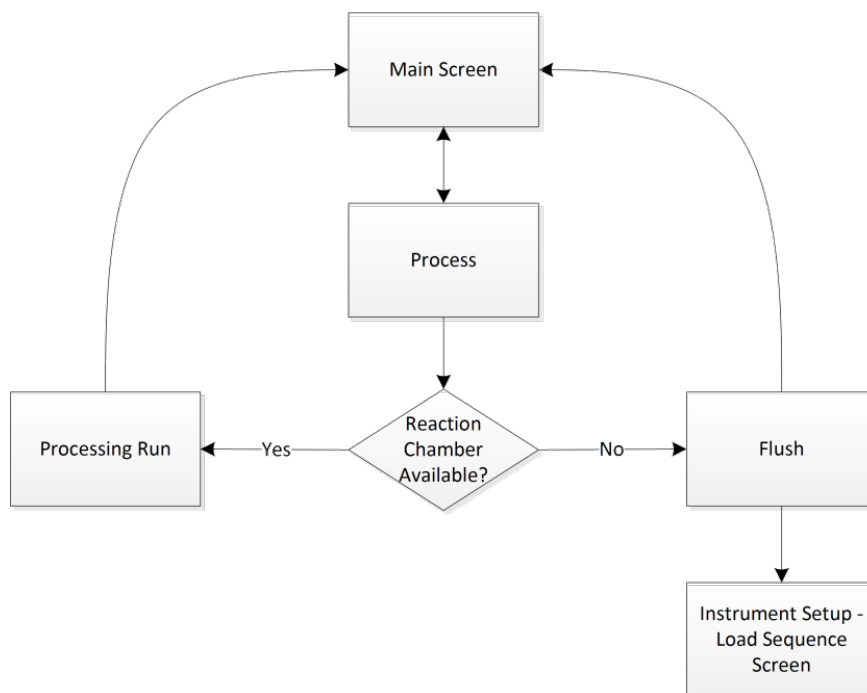 Main Screen
Process
Reaction
Chamber
Available?
Processing Run
Yes
No
Flush
Instrument Setup -
Load Sequence
Screen